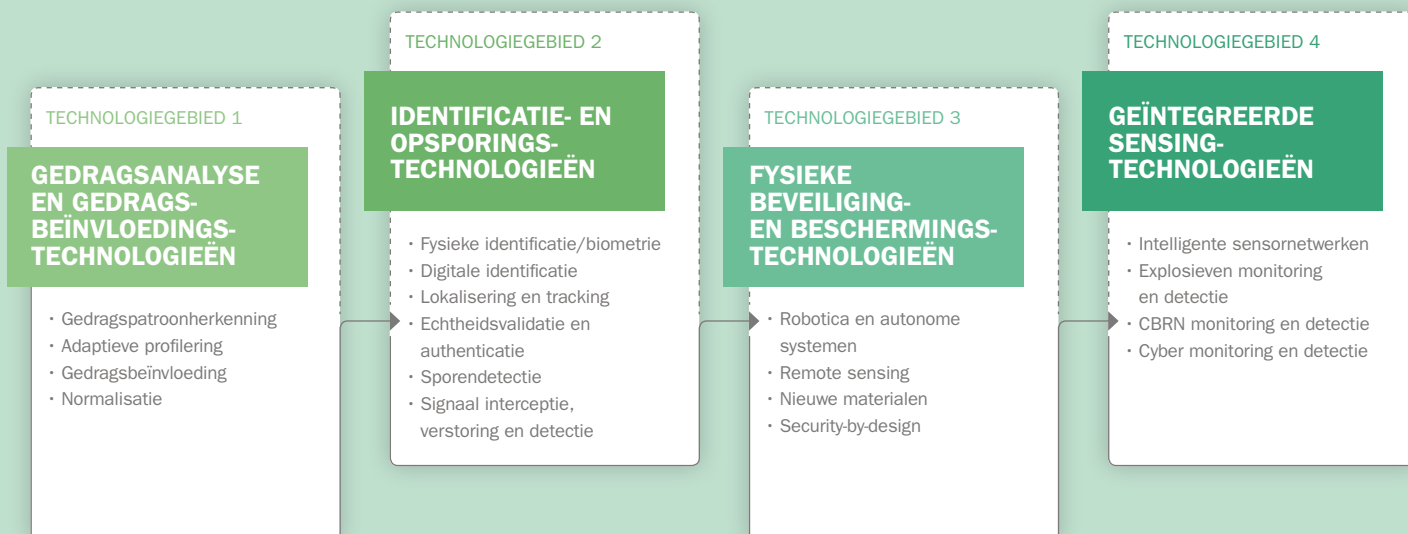 TECHNOLOGIEGEBIED 1
GEDRAGSANALYSE
EN GEDRAGS-
BEÏNVLOEDINGS-
TECHNOLOGIEËN
· Gedragspatroonherkenning
· Adaptieve profilering
· Gedragsbeïnvloeding
· Normalisatie
TECHNOLOGIEGEBIED 2
IDENTIFICATIE- EN
OPSPORINGS-
TECHNOLOGIEËN
· Fysieke identificatie/biometrie
· Digitale identificatie
· Lokalisering en tracking
· Echtheidsvalidatie en
authenticatie
· Sporendetectie
· Signaal interceptie,
verstoring en detectie
TECHNOLOGIEGEBIED 3
FYSIEKE
BEVEILIGING-
EN BESCHERMINGS-
TECHNOLOGIEËN
· Robotica en autonome
systemen
· Remote sensing
· Nieuwe materialen
· Security-by-design
TECHNOLOGIEGEBIED 4
GEÏNTEGREERDE
SENSING-
TECHNOLOGIEËN
· Intelligente sensornetwerken
· Explosieven monitoring
en detectie
· CBRN monitoring en detectie
· Cyber monitoring en detectie